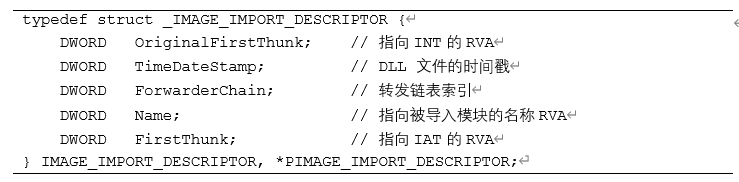 typedef struct _IMAGE_IMPORT_DESCRIPTOR {
DWORD OriginalFirstThunk; // 指向 INT 的 RVA
DWORD TimeDateStamp; // DLL 文件的时间戳
DWORD ForwarderChain; // 转发链表索引
DWORD Name; // 指向被导入模块的名称 RVA
DWORD FirstThunk; // 指向 IAT 的 RVA
} IMAGE_IMPORT_DESCRIPTOR, *PIMAGE_IMPORT_DESCRIPTOR;